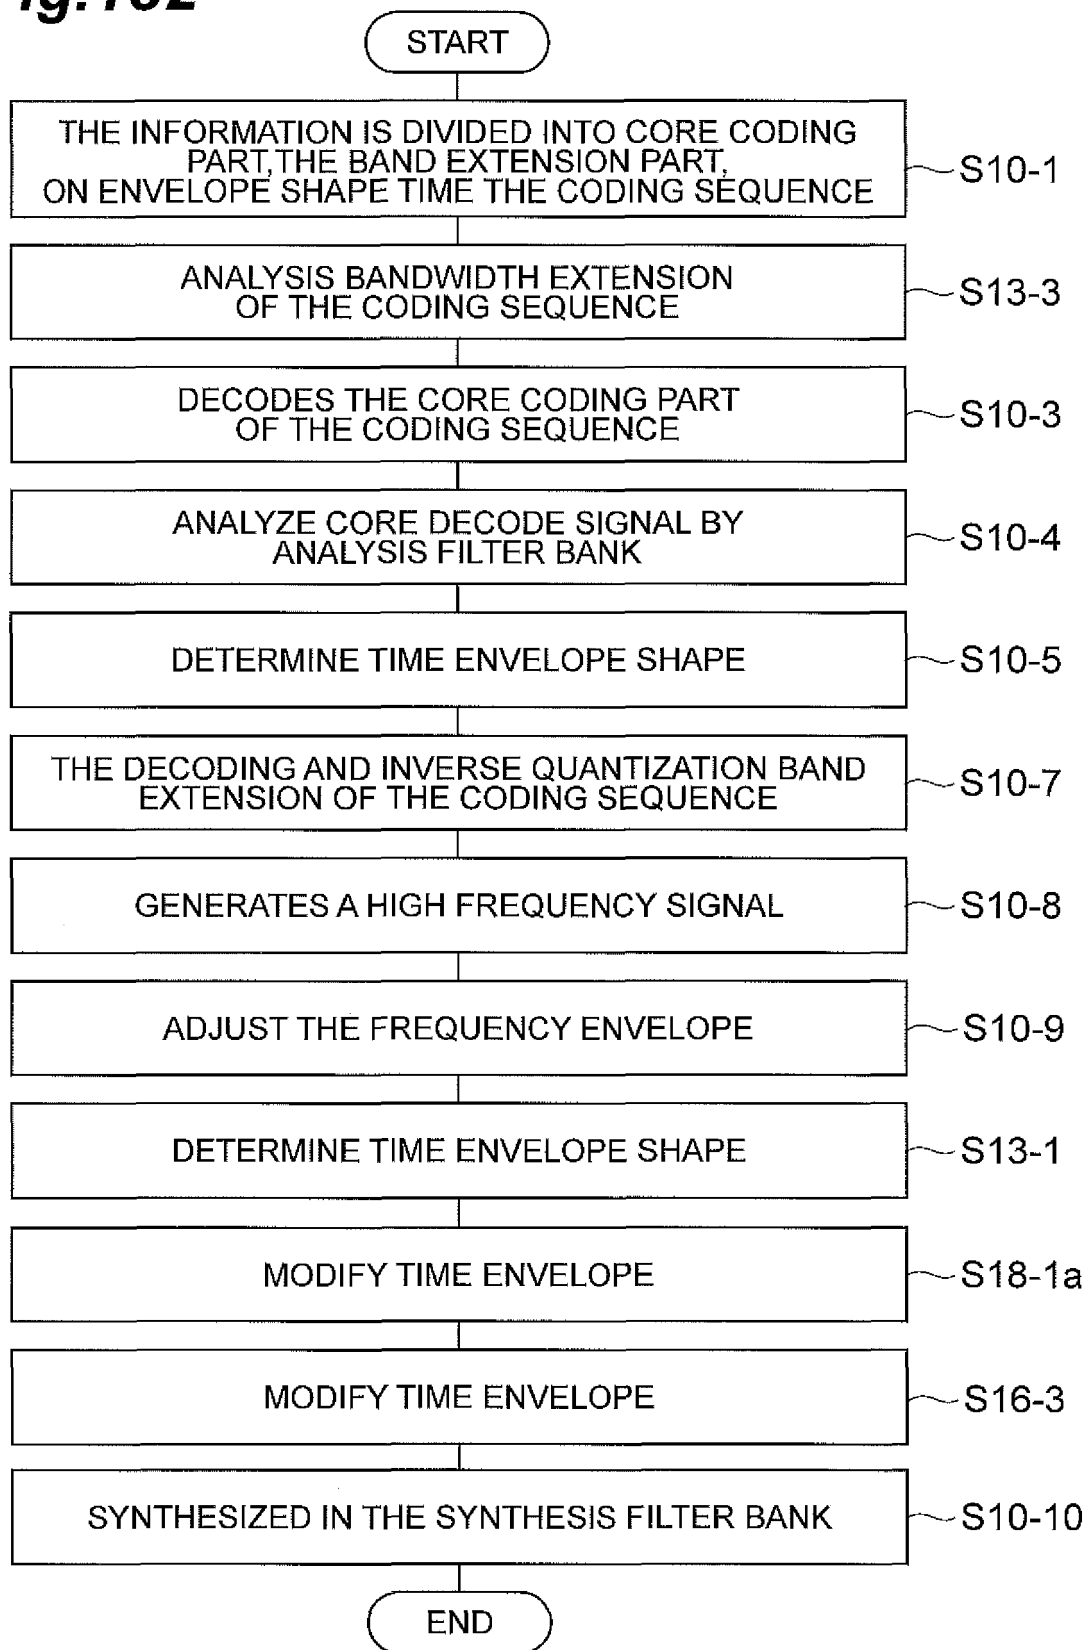 START
THE INFORMATION IS DIVIDED INTO CORE CODING
PART,THE BAND EXTENSION PART,
ON ENVELOPE SHAPE TIME THE CODING SEQUENCE
S10-1
ANALYSIS BANDWIDTH EXTENSION
OF THE CODING SEQUENCE
S13-3
DECODES THE CORE CODING PART
OF THE CODING SEQUENCE
S10-3
ANALYZE CORE DECODE SIGNAL BY
ANALYSIS FILTER BANK
S10-4
DETERMINE TIME ENVELOPE SHAPE
S10-5
THE DECODING AND INVERSE QUANTIZATION BAND
EXTENSION OF THE CODING SEQUENCE
S10-7
GENERATES A HIGH FREQUENCY SIGNAL
S10-8
ADJUST THE FREQUENCY ENVELOPE
S10-9
DETERMINE TIME ENVELOPE SHAPE
S13-1
MODIFY TIME ENVELOPE
S18-1a
MODIFY TIME ENVELOPE
S16-3
SYNTHESIZED IN THE SYNTHESIS FILTER BANK
S10-10
END